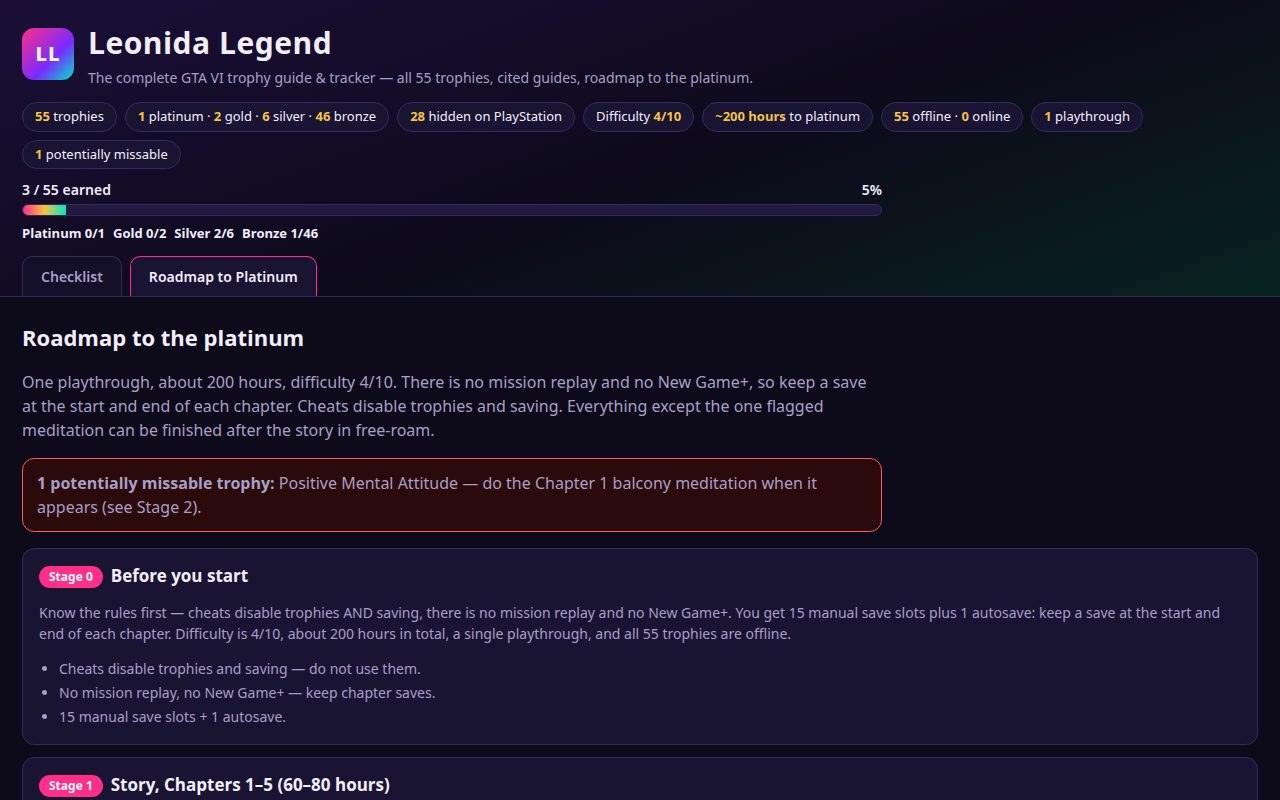 LL
Leonida Legend
The complete GTA VI trophy guide & tracker — all 55 trophies, cited guides, roadmap to the platinum.
55 trophies
1 platinum · 2 gold · 6 silver · 46 bronze
28 hidden on PlayStation
Difficulty 4/10
~200 hours to platinum
55 offline · 0 online
1 playthrough
1 potentially missable
3 / 55 earned
5%
Platinum 0/1 Gold 0/2 Silver 2/6 Bronze 1/46
Checklist
Roadmap to Platinum
Roadmap to the platinum
One playthrough, about 200 hours, difficulty 4/10. There is no mission replay and no New Game+, so keep a save
at the start and end of each chapter. Cheats disable trophies and saving. Everything except the one flagged
meditation can be finished after the story in free-roam.
1 potentially missable trophy: Positive Mental Attitude — do the Chapter 1 balcony meditation when it
appears (see Stage 2).
Stage 0 Before you start
Know the rules first — cheats disable trophies AND saving, there is no mission replay and no New Game+. You get 15 manual save slots plus 1 autosave: keep a save at the start and
end of each chapter. Difficulty is 4/10, about 200 hours in total, a single playthrough, and all 55 trophies are offline.
• Cheats disable trophies and saving — do not use them.
• No mission replay, no New Game+ — keep chapter saves.
• 15 manual save slots + 1 autosave.
Stage 1 Story, Chapters 1–5 (60–80 hours)